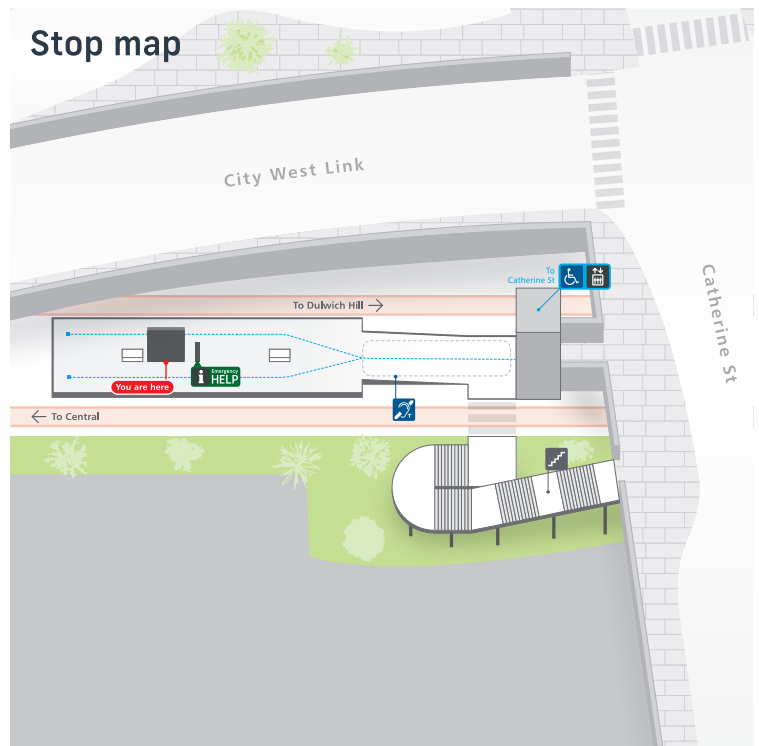 Stop map
City West Link
To
Catherine St
Catherine St
To Dulwich Hill
You are here
i
Emergency
HELP
To Central
T